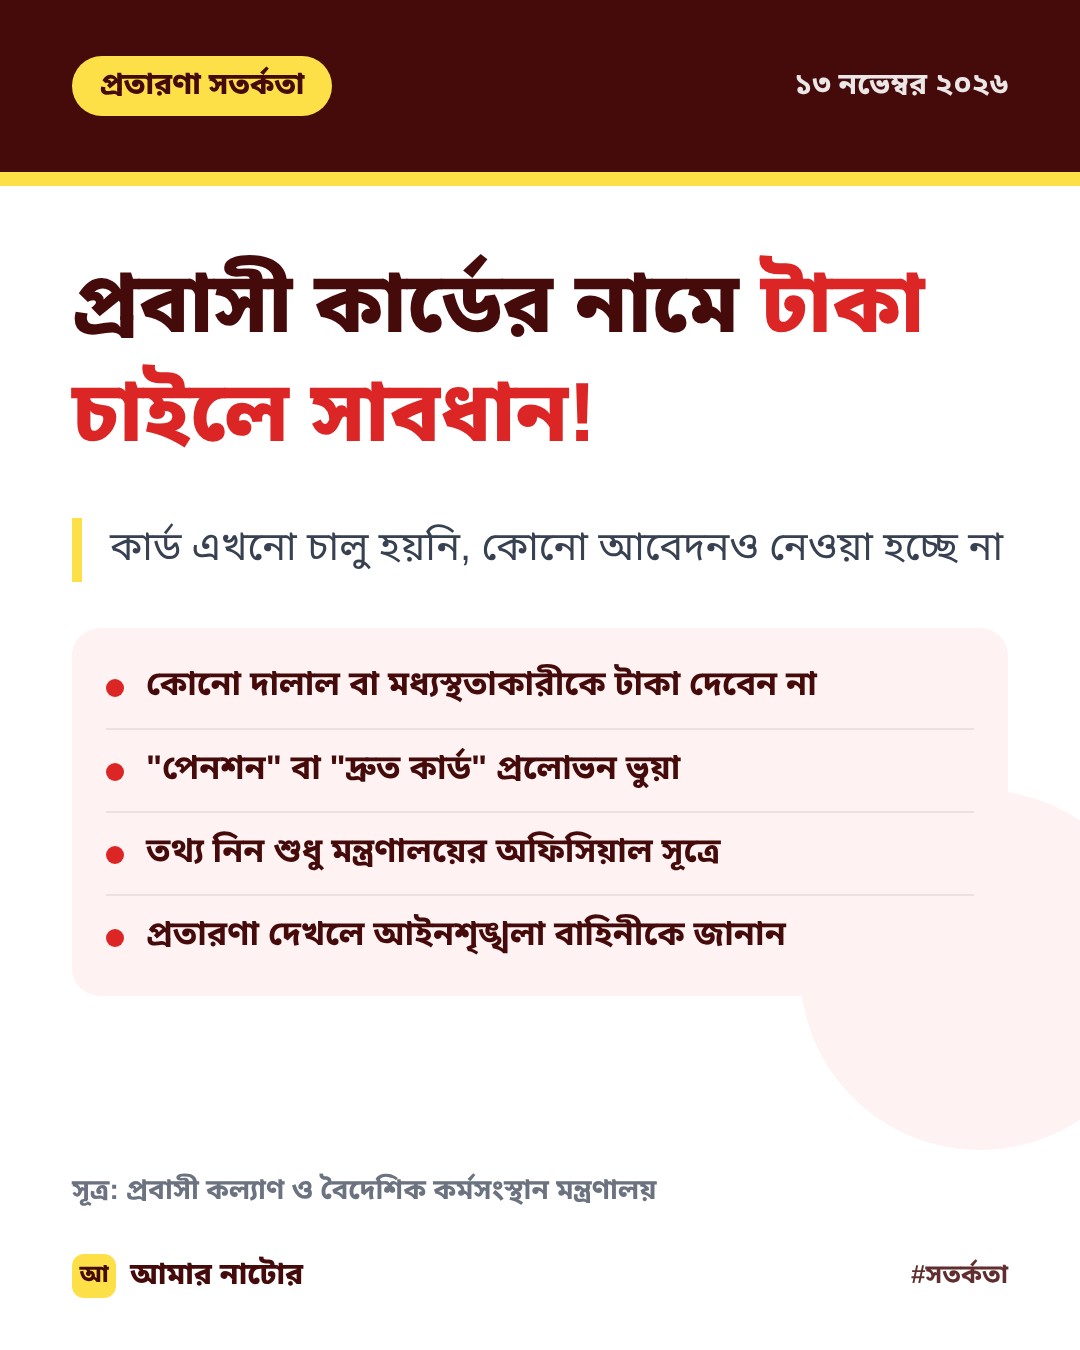 প্রতারণা সতর্কতা
১৩ নভেম্বর ২০২৬
প্রবাসী কার্ডের নামে টাকা
চাইলে সাবধান!
কার্ড এখনো চালু হয়নি, কোনো আবেদনও নেওয়া হচ্ছে না
কোনো দালাল বা মধ্যস্থতাকারীকে টাকা দেবেন না
"পেনশন" বা "দ্রুত কার্ড" প্রলোভন ভুয়া
তথ্য নিন শুধু মন্ত্রণালয়ের অফিসিয়াল সূত্রে
প্রতারণা দেখলে আইনশৃঙ্খলা বাহিনীকে জানান
সূত্র: প্রবাসী কল্যাণ ও বৈদেশিক কর্মসংস্থান মন্ত্রণালয়
আ আমার নাটোর
#সতর্কতা